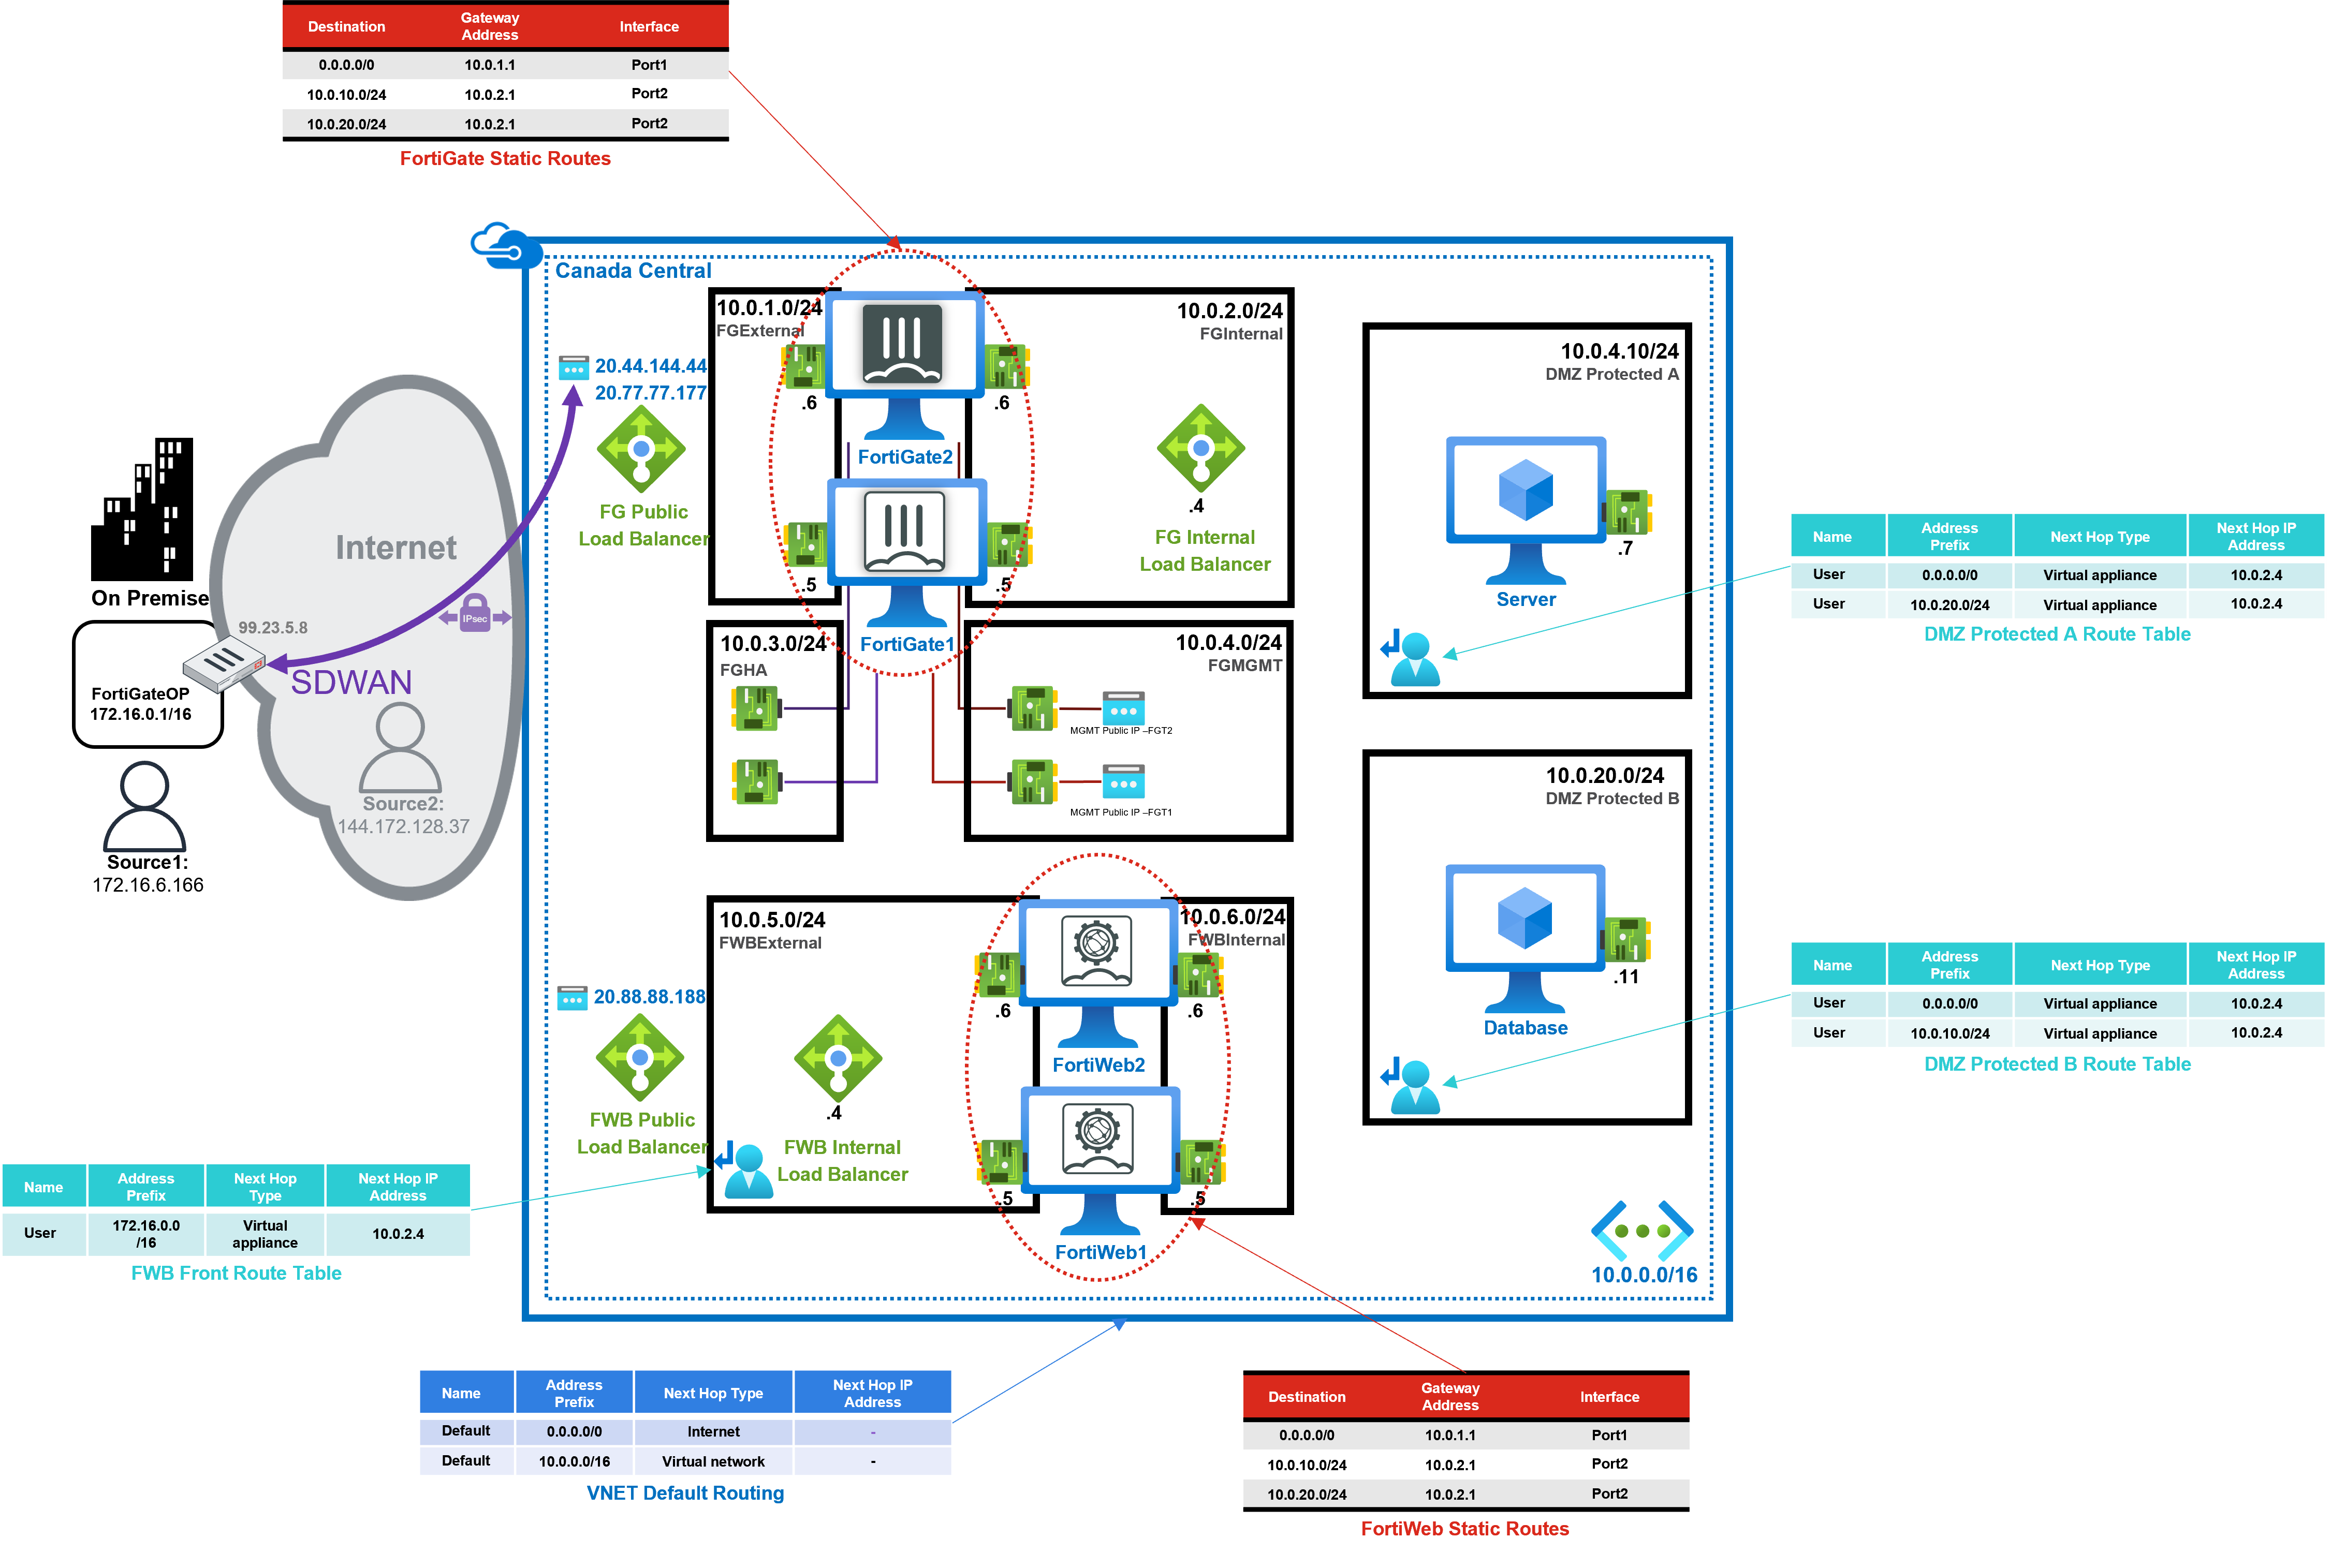 Destination Gateway Address Interface
0.0.0.0/0 10.0.1.1 Port1
10.0.10.0/24 10.0.2.1 Port2
10.0.20.0/24 10.0.2.1 Port2
FortiGate Static Routes
Canada Central
10.0.1.0/24
FGExternal
10.0.2.0/24
FGInternal
20.44.144.44
20.77.77.177
.6
.6
FortiGate2
FG Public
Load Balancer
.4
FG Internal
Load Balancer
.5
.5
FortiGate1
10.0.4.10/24
DMZ Protected A
.7
Server
Name Address Prefix Next Hop Type Next Hop IP Address
User 0.0.0.0/0 Virtual appliance 10.0.2.4
User 10.0.20.0/24 Virtual appliance 10.0.2.4
DMZ Protected A Route Table
Internet
On Premise
IPsec
99.23.5.8
SDWAN
FortiGateOP
172.16.0.1/16
Source2:
144.172.128.37
Source1:
172.16.6.166
10.0.3.0/24
FGHA
10.0.4.0/24
FGMGMT
MGMT Public IP –FGT2
MGMT Public IP –FGT1
10.0.20.0/24
DMZ Protected B
.11
Database
Name Address Prefix Next Hop Type Next Hop IP Address
User 0.0.0.0/0 Virtual appliance 10.0.2.4
User 10.0.10.0/24 Virtual appliance 10.0.2.4
DMZ Protected B Route Table
10.0.5.0/24
FWBExternal
10.0.6.0/24
FWBInternal
20.88.88.188
.6
.6
FortiWeb2
FWB Public
Load Balancer
.4
FWB Internal
Load Balancer
.5
.5
FortiWeb1
Name Address Prefix Next Hop Type Next Hop IP Address
User 172.16.0.0 /16 Virtual appliance 10.0.2.4
FWB Front Route Table
10.0.0.0/16
Name Address Prefix Next Hop Type Next Hop IP Address
Default 0.0.0.0/0 Internet -
Default 10.0.0.0/16 Virtual network -
VNET Default Routing
Destination Gateway Address Interface
0.0.0.0/0 10.0.1.1 Port1
10.0.10.0/24 10.0.2.1 Port2
10.0.20.0/24 10.0.2.1 Port2
FortiWeb Static Routes